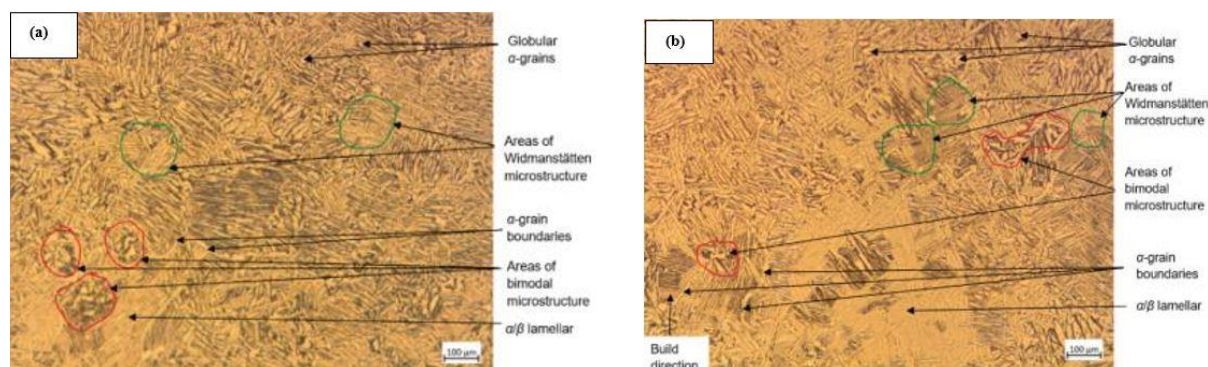 (a)
Globular
α-grains
Areas of
Widmanstätten
microstructure
α-grain
boundaries
Areas of
bimodal
microstructure
α/β lamellar
100 µm
(b)
Globular
α-grains
Areas of
Widmanstätten
microstructure
Areas of
bimodal
microstructure
α-grain
boundaries
α/β lamellar
Build
direction
100 µm